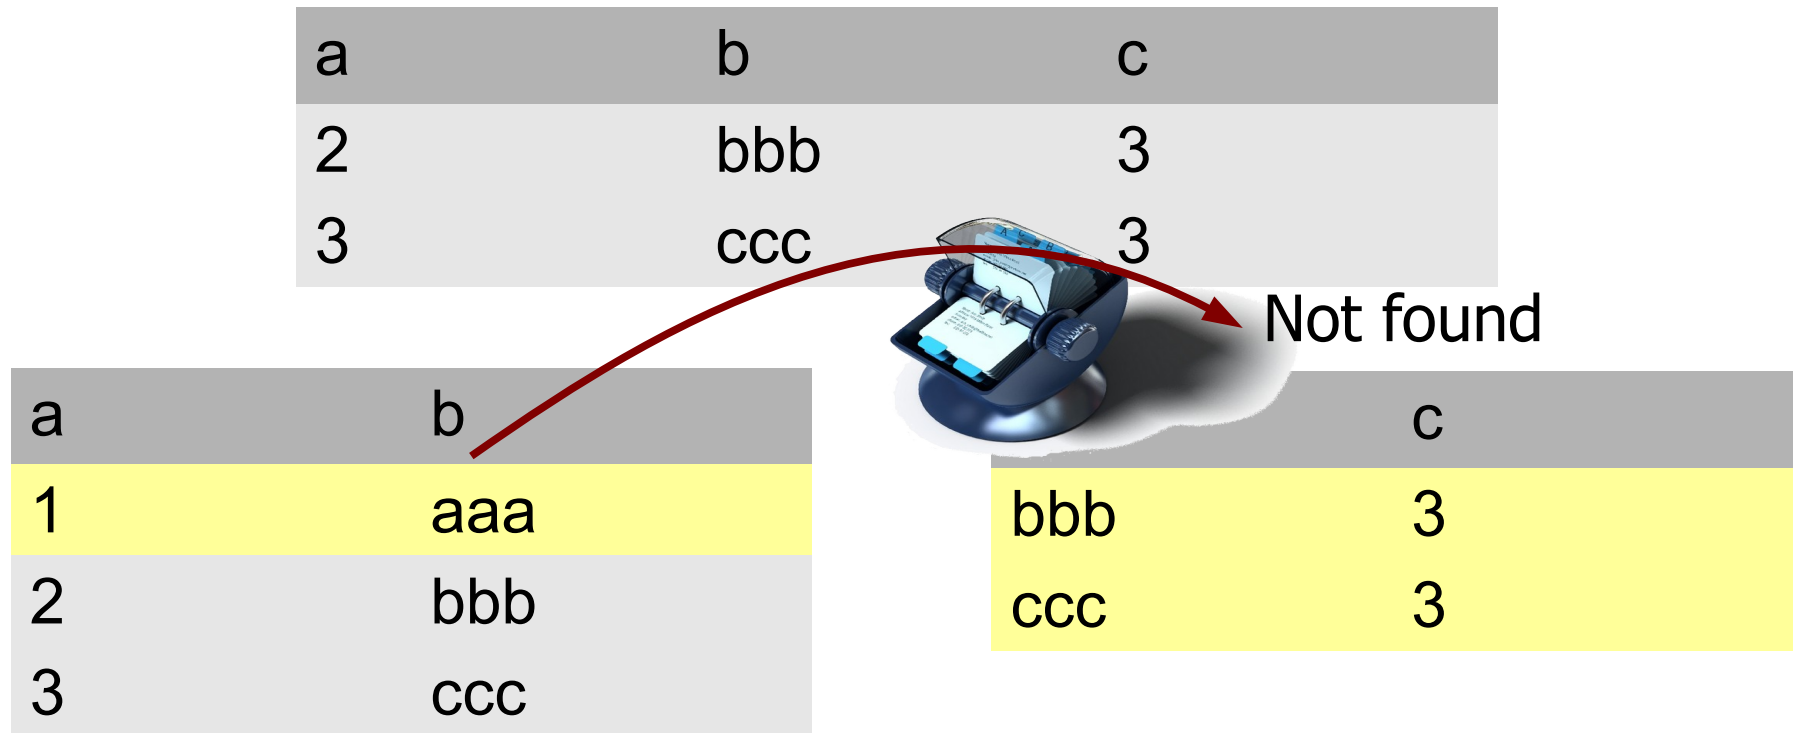 a b c
2 bbb 3
3 ccc 3
Not found
a b
1 aaa
2 bbb
3 ccc
c
bbb 3
ccc 3